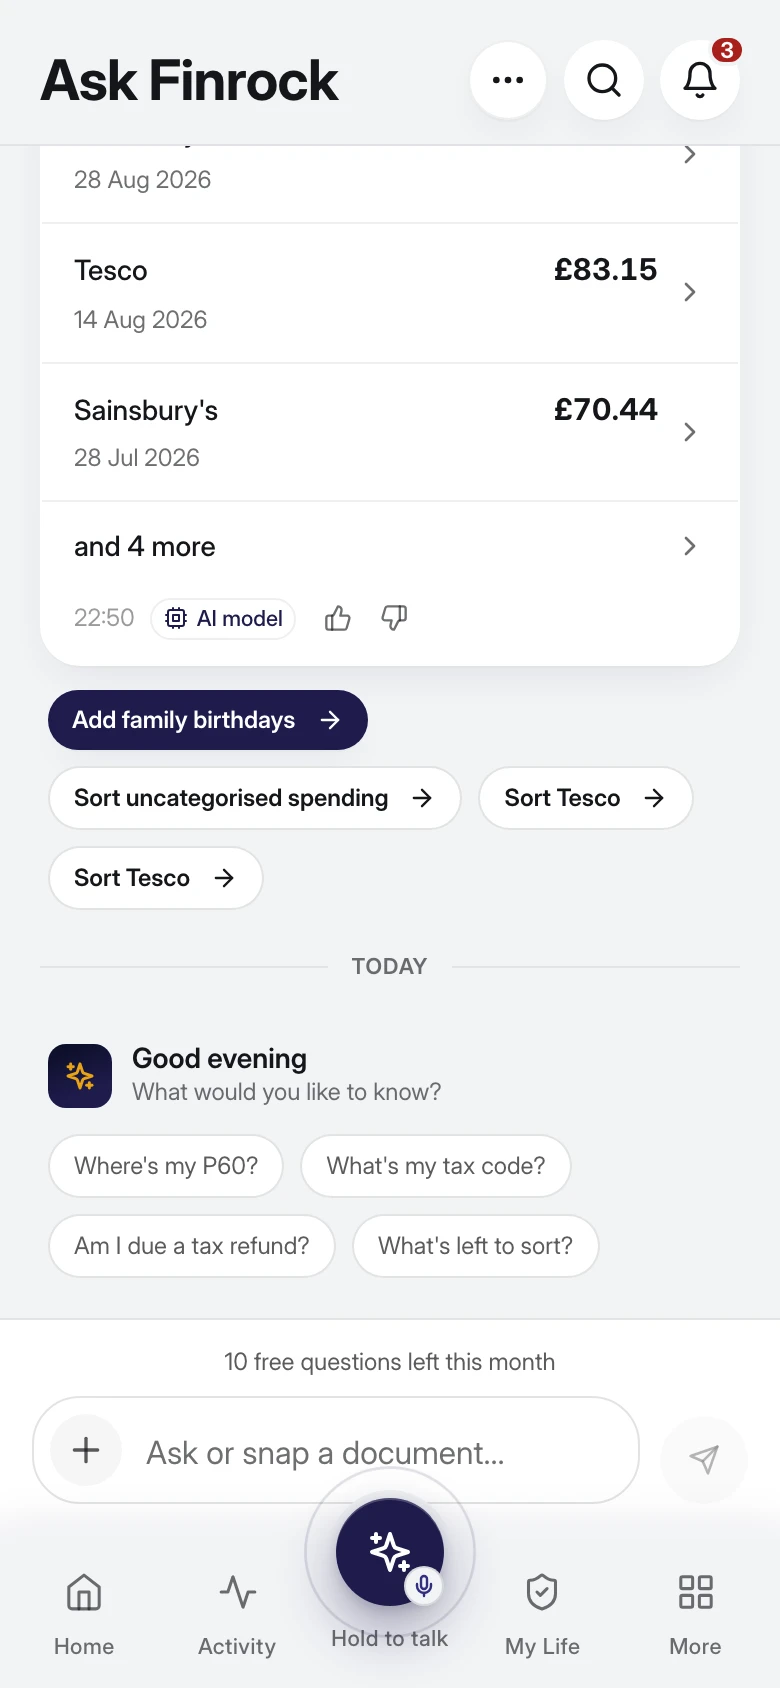 Ask Finrock
3
28 Aug 2026
Tesco £83.15
14 Aug 2026
Sainsbury's £70.44
28 Jul 2026
and 4 more
22:50 AI model
Add family birthdays
Sort uncategorised spending Sort Tesco
Sort Tesco
TODAY
Good evening
What would you like to know?
Where's my P60? What's my tax code?
Am I due a tax refund? What's left to sort?
10 free questions left this month
Ask or snap a document...
Home Activity Hold to talk My Life More